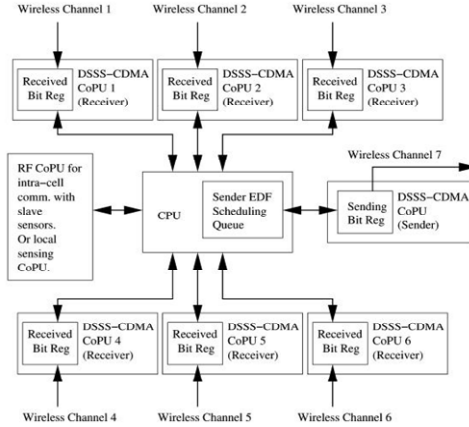 Wireless Channel 1
Wireless Channel 2
Wireless Channel 3
Received
Bit Reg
DSSS-CDMA
CoPU 1
(Receiver)
Received
Bit Reg
DSSS-CDMA
CoPU 2
(Receiver)
Received
Bit Reg
DSSS-CDMA
CoPU 3
(Receiver)
RF CoPU for
intra-cell
comm. with
slave
sensors.
Or local
sensing
CoPU.
CPU
Sender EDF
Scheduling
Queue
Wireless Channel 7
Sending
Bit Reg
DSSS-CDMA
CoPU
(Sender)
Received
Bit Reg
DSSS-CDMA
CoPU 4
(Receiver)
Received
Bit Reg
DSSS-CDMA
CoPU 5
(Receiver)
Received
Bit Reg
DSSS-CDMA
CoPU 6
(Receiver)
Wireless Channel 4
Wireless Channel 5
Wireless Channel 6